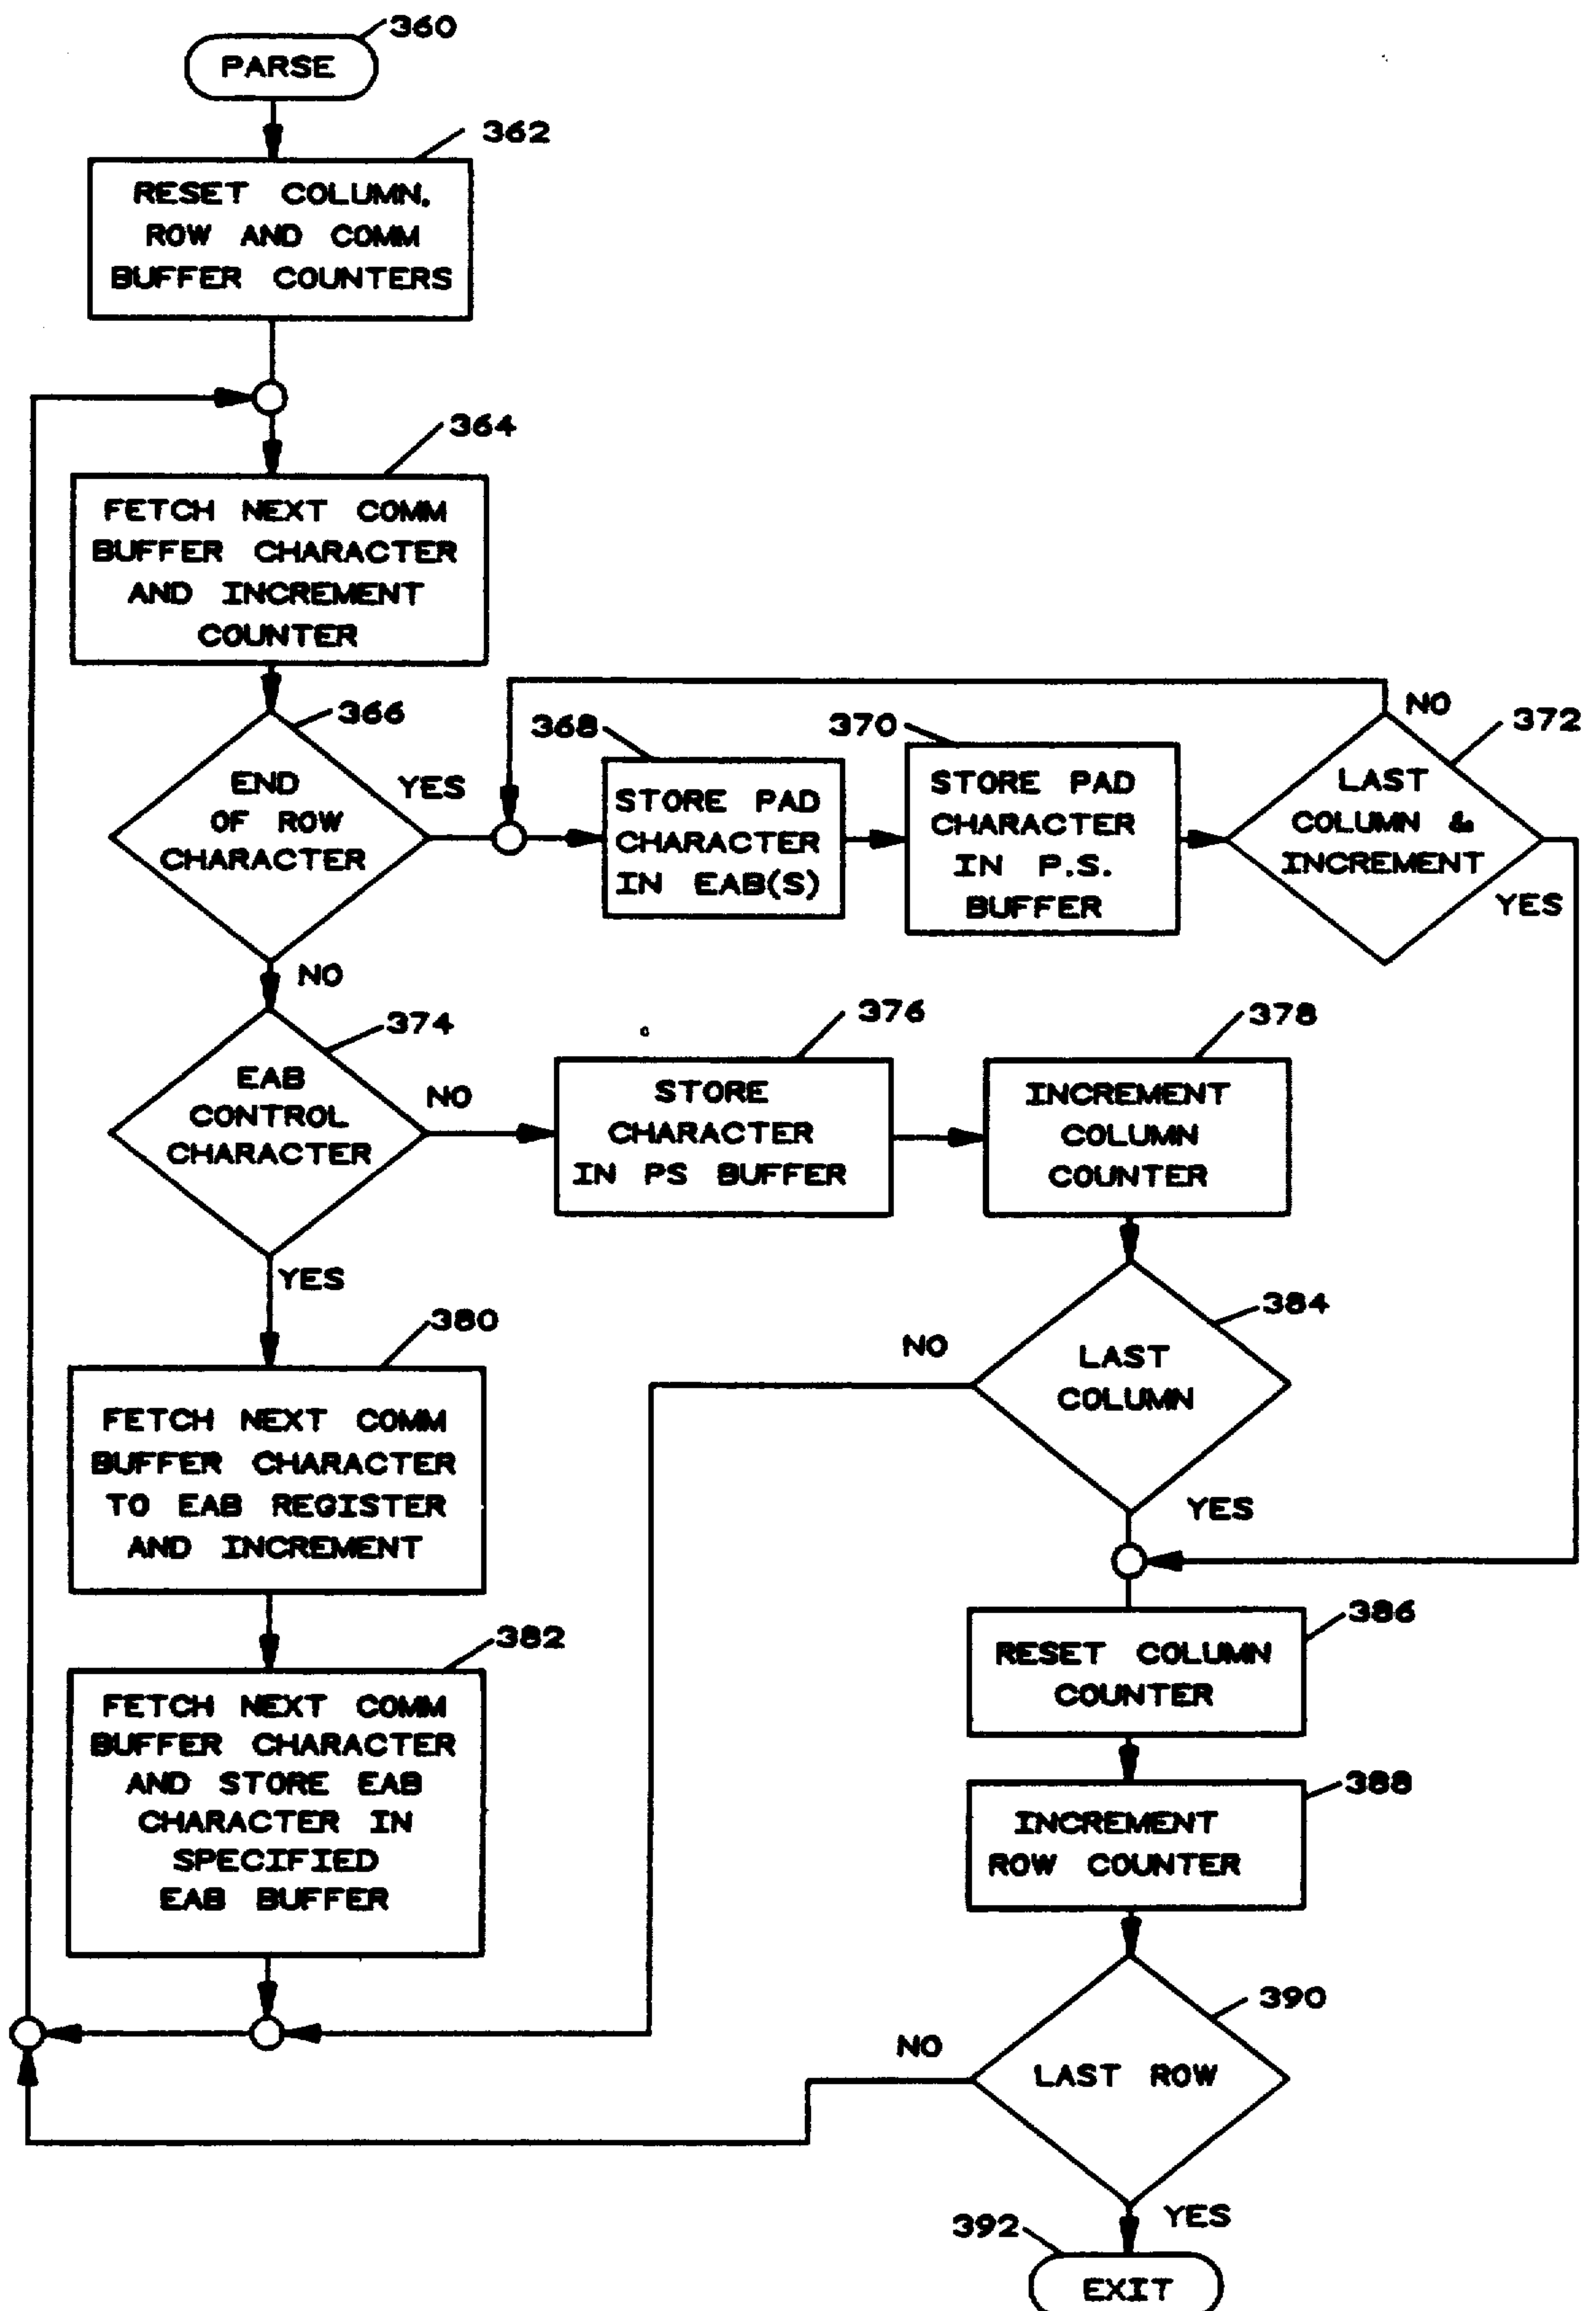 360
PARSE
362
RESET COLUMN,
ROW AND COMM
BUFFER COUNTERS
364
FETCH NEXT COMM
BUFFER CHARACTER
AND INCREMENT
COUNTER
366
END
OF ROW
CHARACTER
YES
368
STORE PAD
CHARACTER
IN EAB(S)
370
STORE PAD
CHARACTER
IN P.S.
BUFFER
NO
372
LAST
COLUMN &
INCREMENT
YES
NO
374
EAB
CONTROL
CHARACTER
NO
376
STORE
CHARACTER
IN PS BUFFER
378
INCREMENT
COLUMN
COUNTER
YES
384
NO
LAST
COLUMN
YES
380
FETCH NEXT COMM
BUFFER CHARACTER
TO EAB REGISTER
AND INCREMENT
382
FETCH NEXT COMM
BUFFER CHARACTER
AND STORE EAB
CHARACTER IN
SPECIFIED
EAB BUFFER
386
RESET COLUMN
COUNTER
388
INCREMENT
ROW COUNTER
390
NO
LAST ROW
YES
392
EXIT